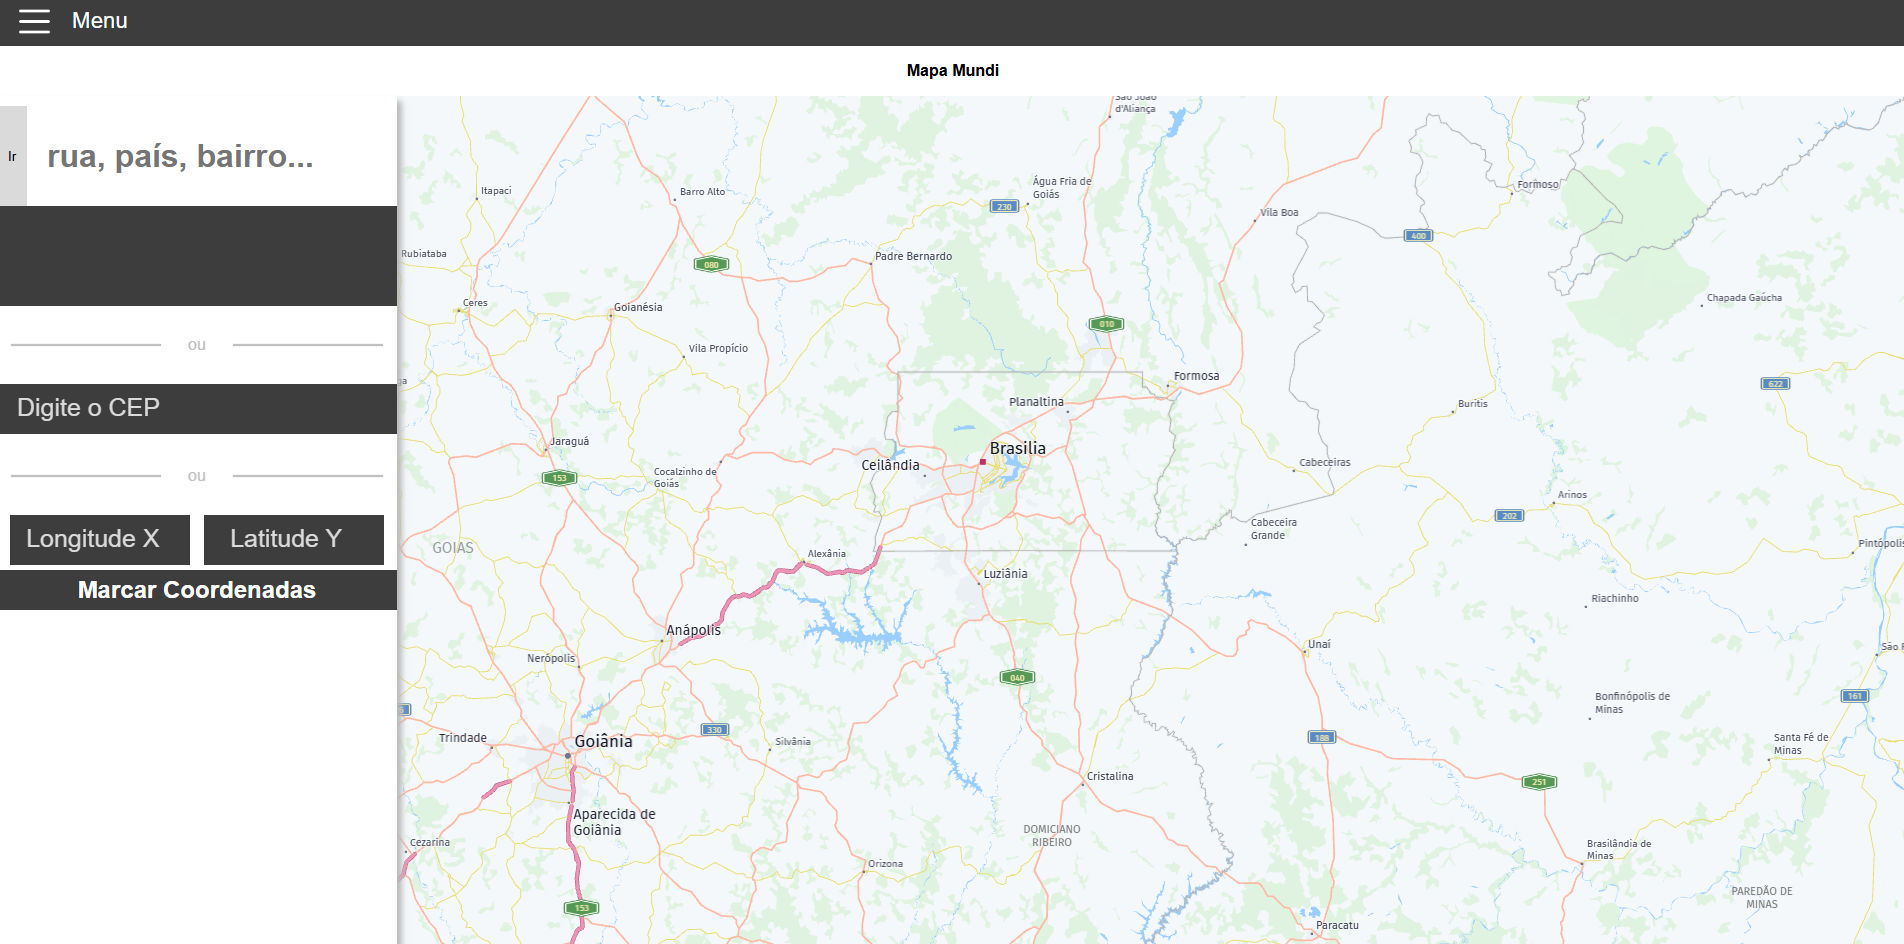 Menu
Mapa Mundi
Ir
rua, país, bairro...
ou
Digite o CEP
ou
Longitude X
Latitude Y
Marcar Coordenadas
São João
d'Aliança
Itapaci
Barro Alto
Água Fria de
Goiás
230
Formoso
Vila Boa
400
Rubiataba
080
Padre Bernardo
Ceres
Goianésia
Chapada Gaúcha
010
Vila Propício
Formosa
622
Planaltina
Buritis
Jaraguá
Brasilia
Ceilândia
Cocalzinho de
Goiás
153
Cabeceiras
Arinos
202
Cabeceira
Grande
GOIAS
Alexânia
Pintópolis
Luziânia
Riachinho
Anápolis
Unaí
São F
Nerópolis
040
Bonfinópolis de
Minas
161
Trindade
Goiânia
330
Silvânia
188
Santa Fé de
Minas
Cristalina
251
Aparecida de
Goiânia
DOMICIANO
RIBEIRO
Cezarina
Brasilândia de
Minas
Orizona
PAREDÃO DE
MINAS
153
Paracatu